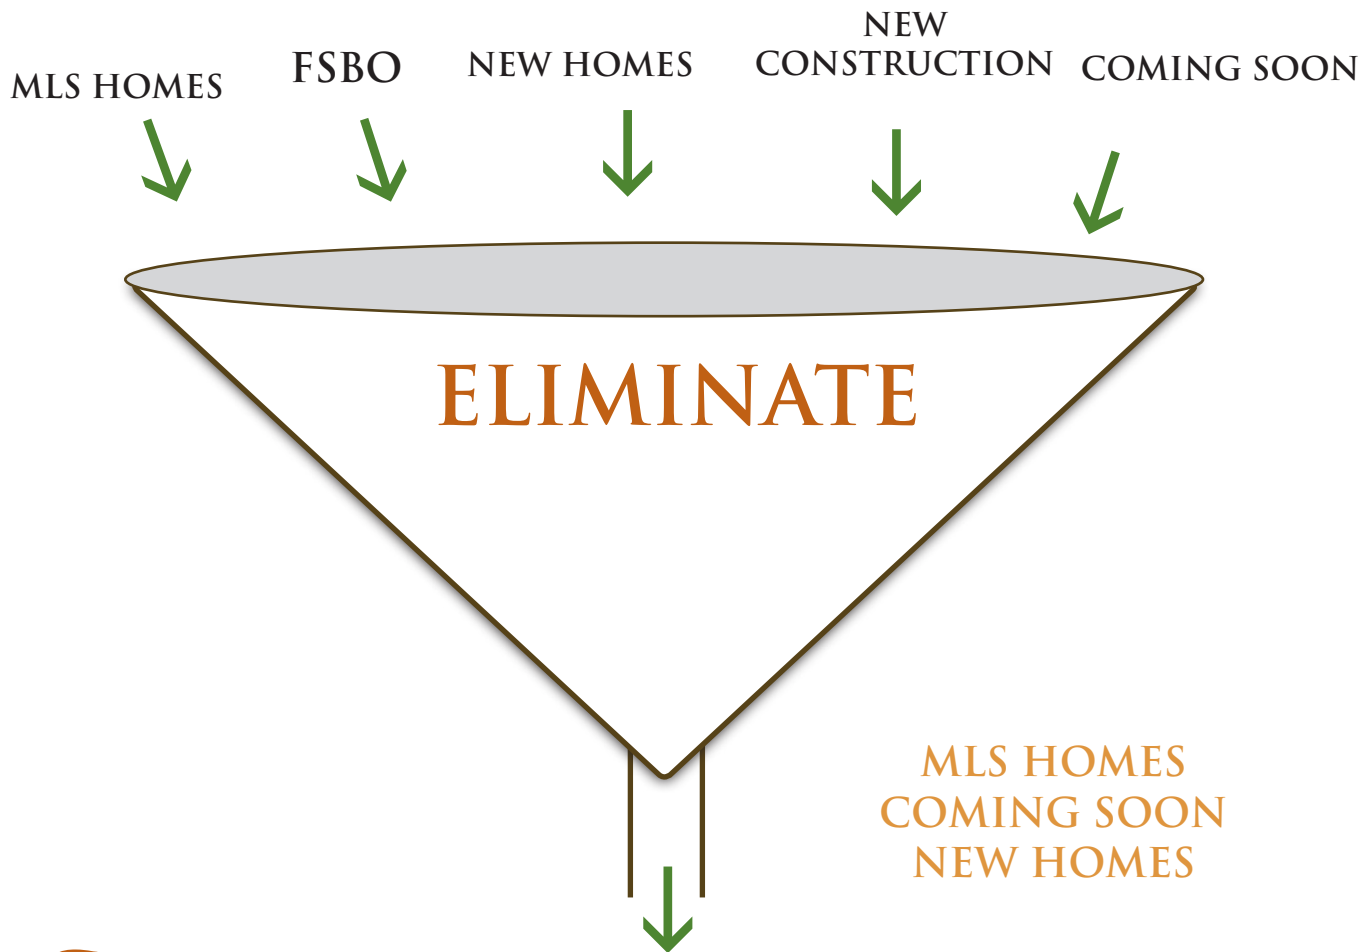 MLS HOMES
FSBO
NEW HOMES
NEW
CONSTRUCTION
COMING SOON
ELIMINATE
MLS HOMES
COMING SOON
NEW HOMES